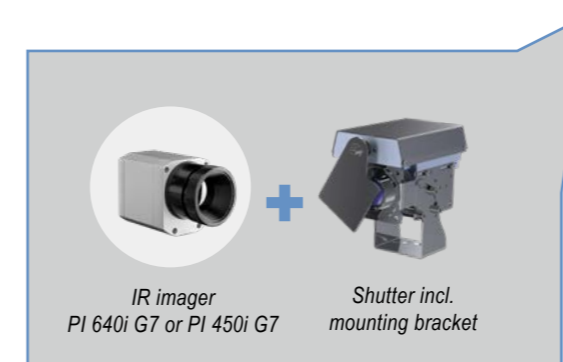 IR imager
PI 640i G7 or PI 450i G7
Shutter incl.
mounting bracket